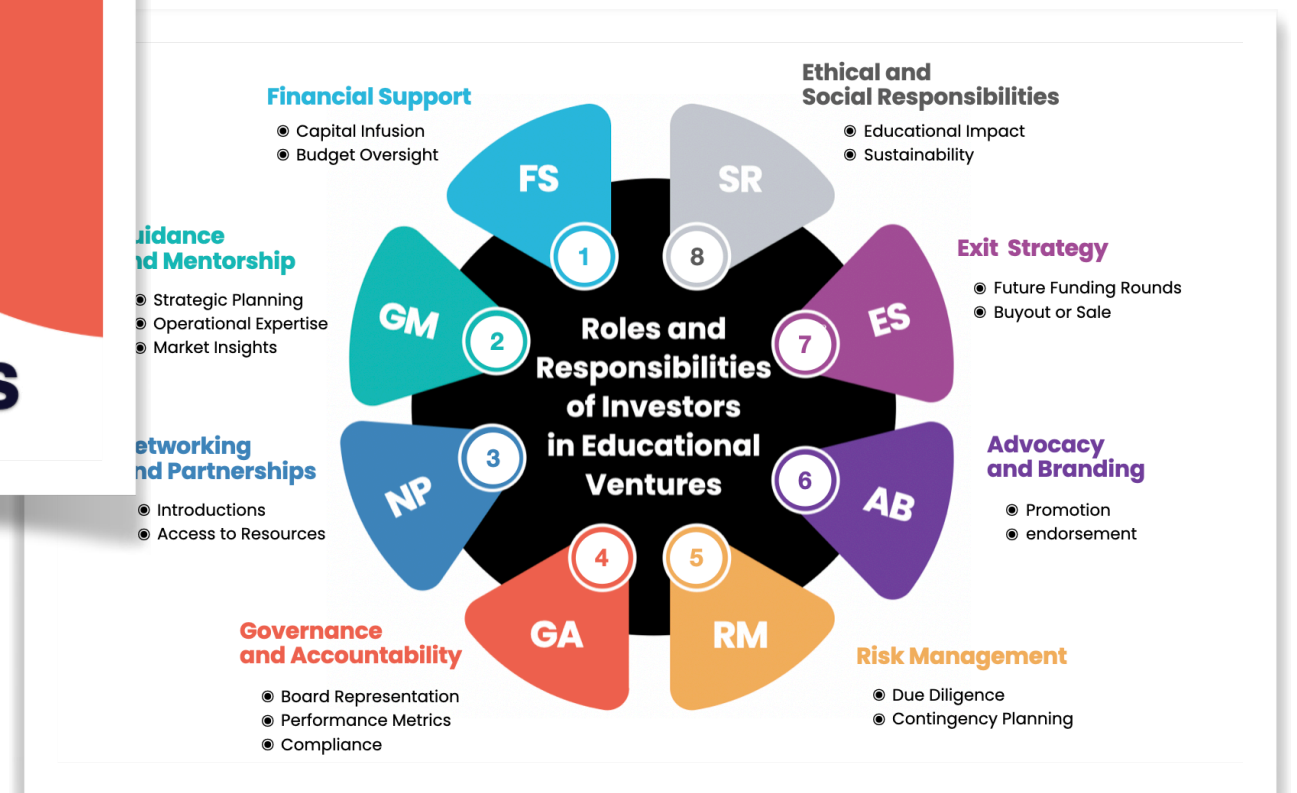 Financial Support
Capital Infusion
Budget Oversight
FS
1
uidance
nd Mentorship
Strategic Planning
Operational Expertise
Market Insights
GM
2
etworking
nd Partnerships
Introductions
Access to Resources
NP
3
Governance
and Accountability
Board Representation
Performance Metrics
Compliance
GA
4
Roles and
Responsibilities
of Investors
in Educational
Ventures
RM
5
Risk Management
Due Diligence
Contingency Planning
AB
6
Advocacy
and Branding
Promotion
endorsement
ES
7
Exit Strategy
Future Funding Rounds
Buyout or Sale
SR
8
Ethical and
Social Responsibilities
Educational Impact
Sustainability
s